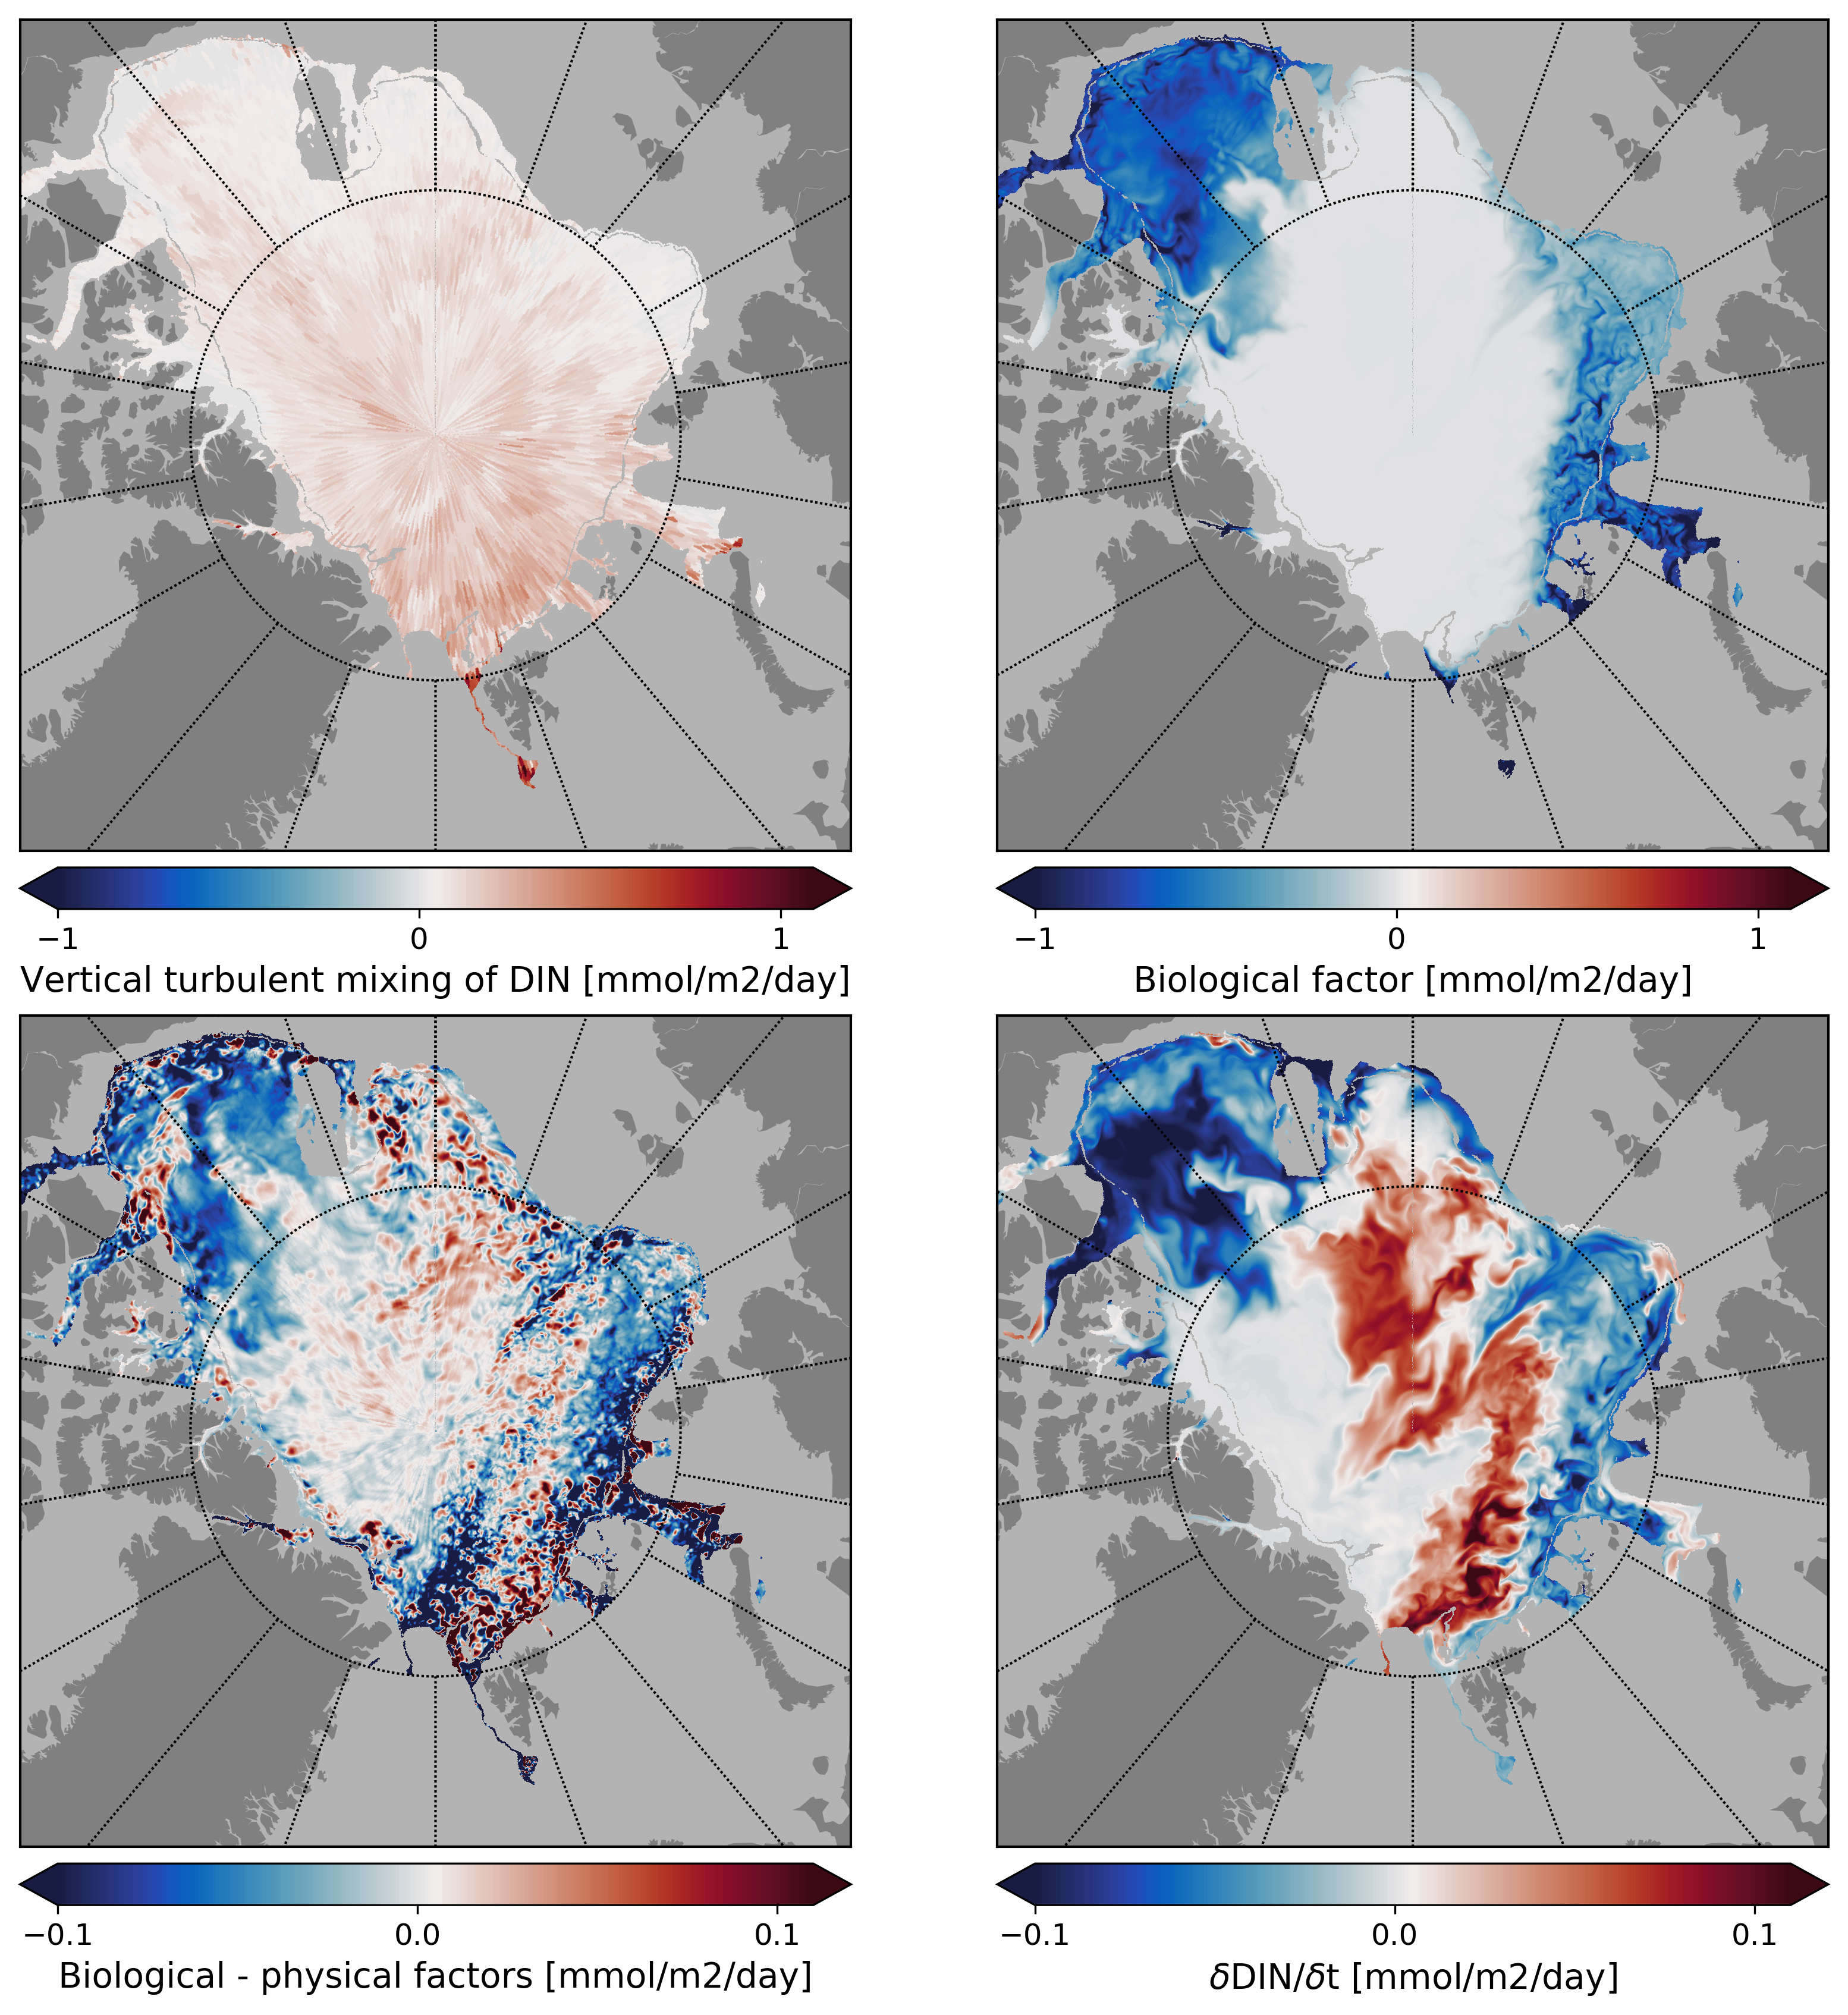 −1 0 1
Vertical turbulent mixing of DIN [mmol/m2/day]
−1 0 1
Biological factor [mmol/m2/day]
−0.1 0.0 0.1
Biological - physical factors [mmol/m2/day]
−0.1 0.0 0.1
δDIN/δt [mmol/m2/day]